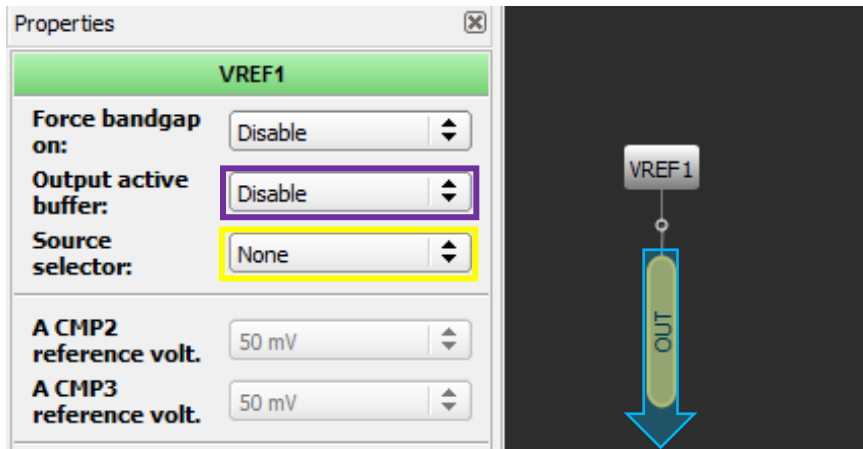 Properties
VREF1
Force bandgap
on:
Disable
Output active
buffer:
Disable
Source
selector:
None
A CMP2
reference volt.
50 mV
A CMP3
reference volt.
50 mV
VREF1
OUT